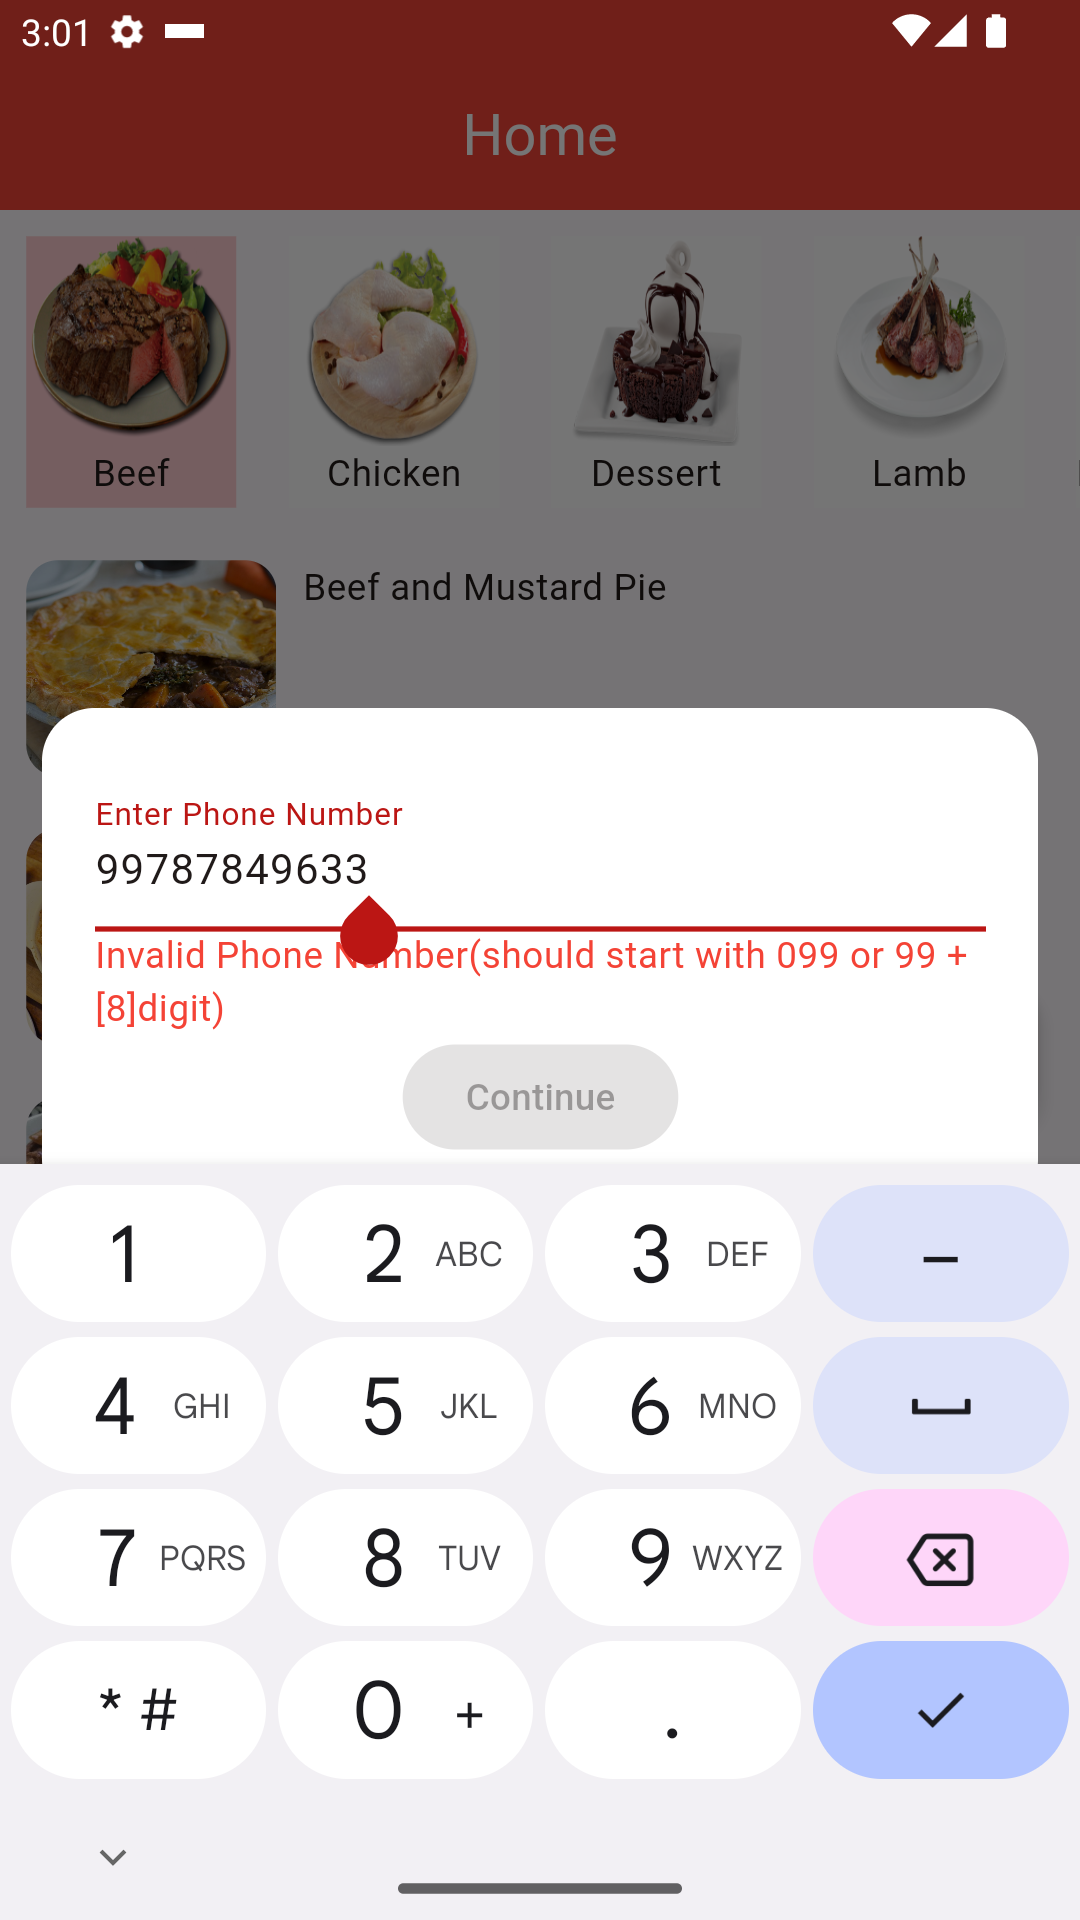 3:01
Home
Beef
Chicken
Dessert
Lamb
Beef and Mustard Pie
Enter Phone Number
99787849633
Invalid Phone Number(should start with 099 or 99 +
[8]digit)
Continue
1
2 ABC
3 DEF
–
4 GHI
5 JKL
6 MNO
7 PQRS
8 TUV
9 WXYZ
* #
0 +
.